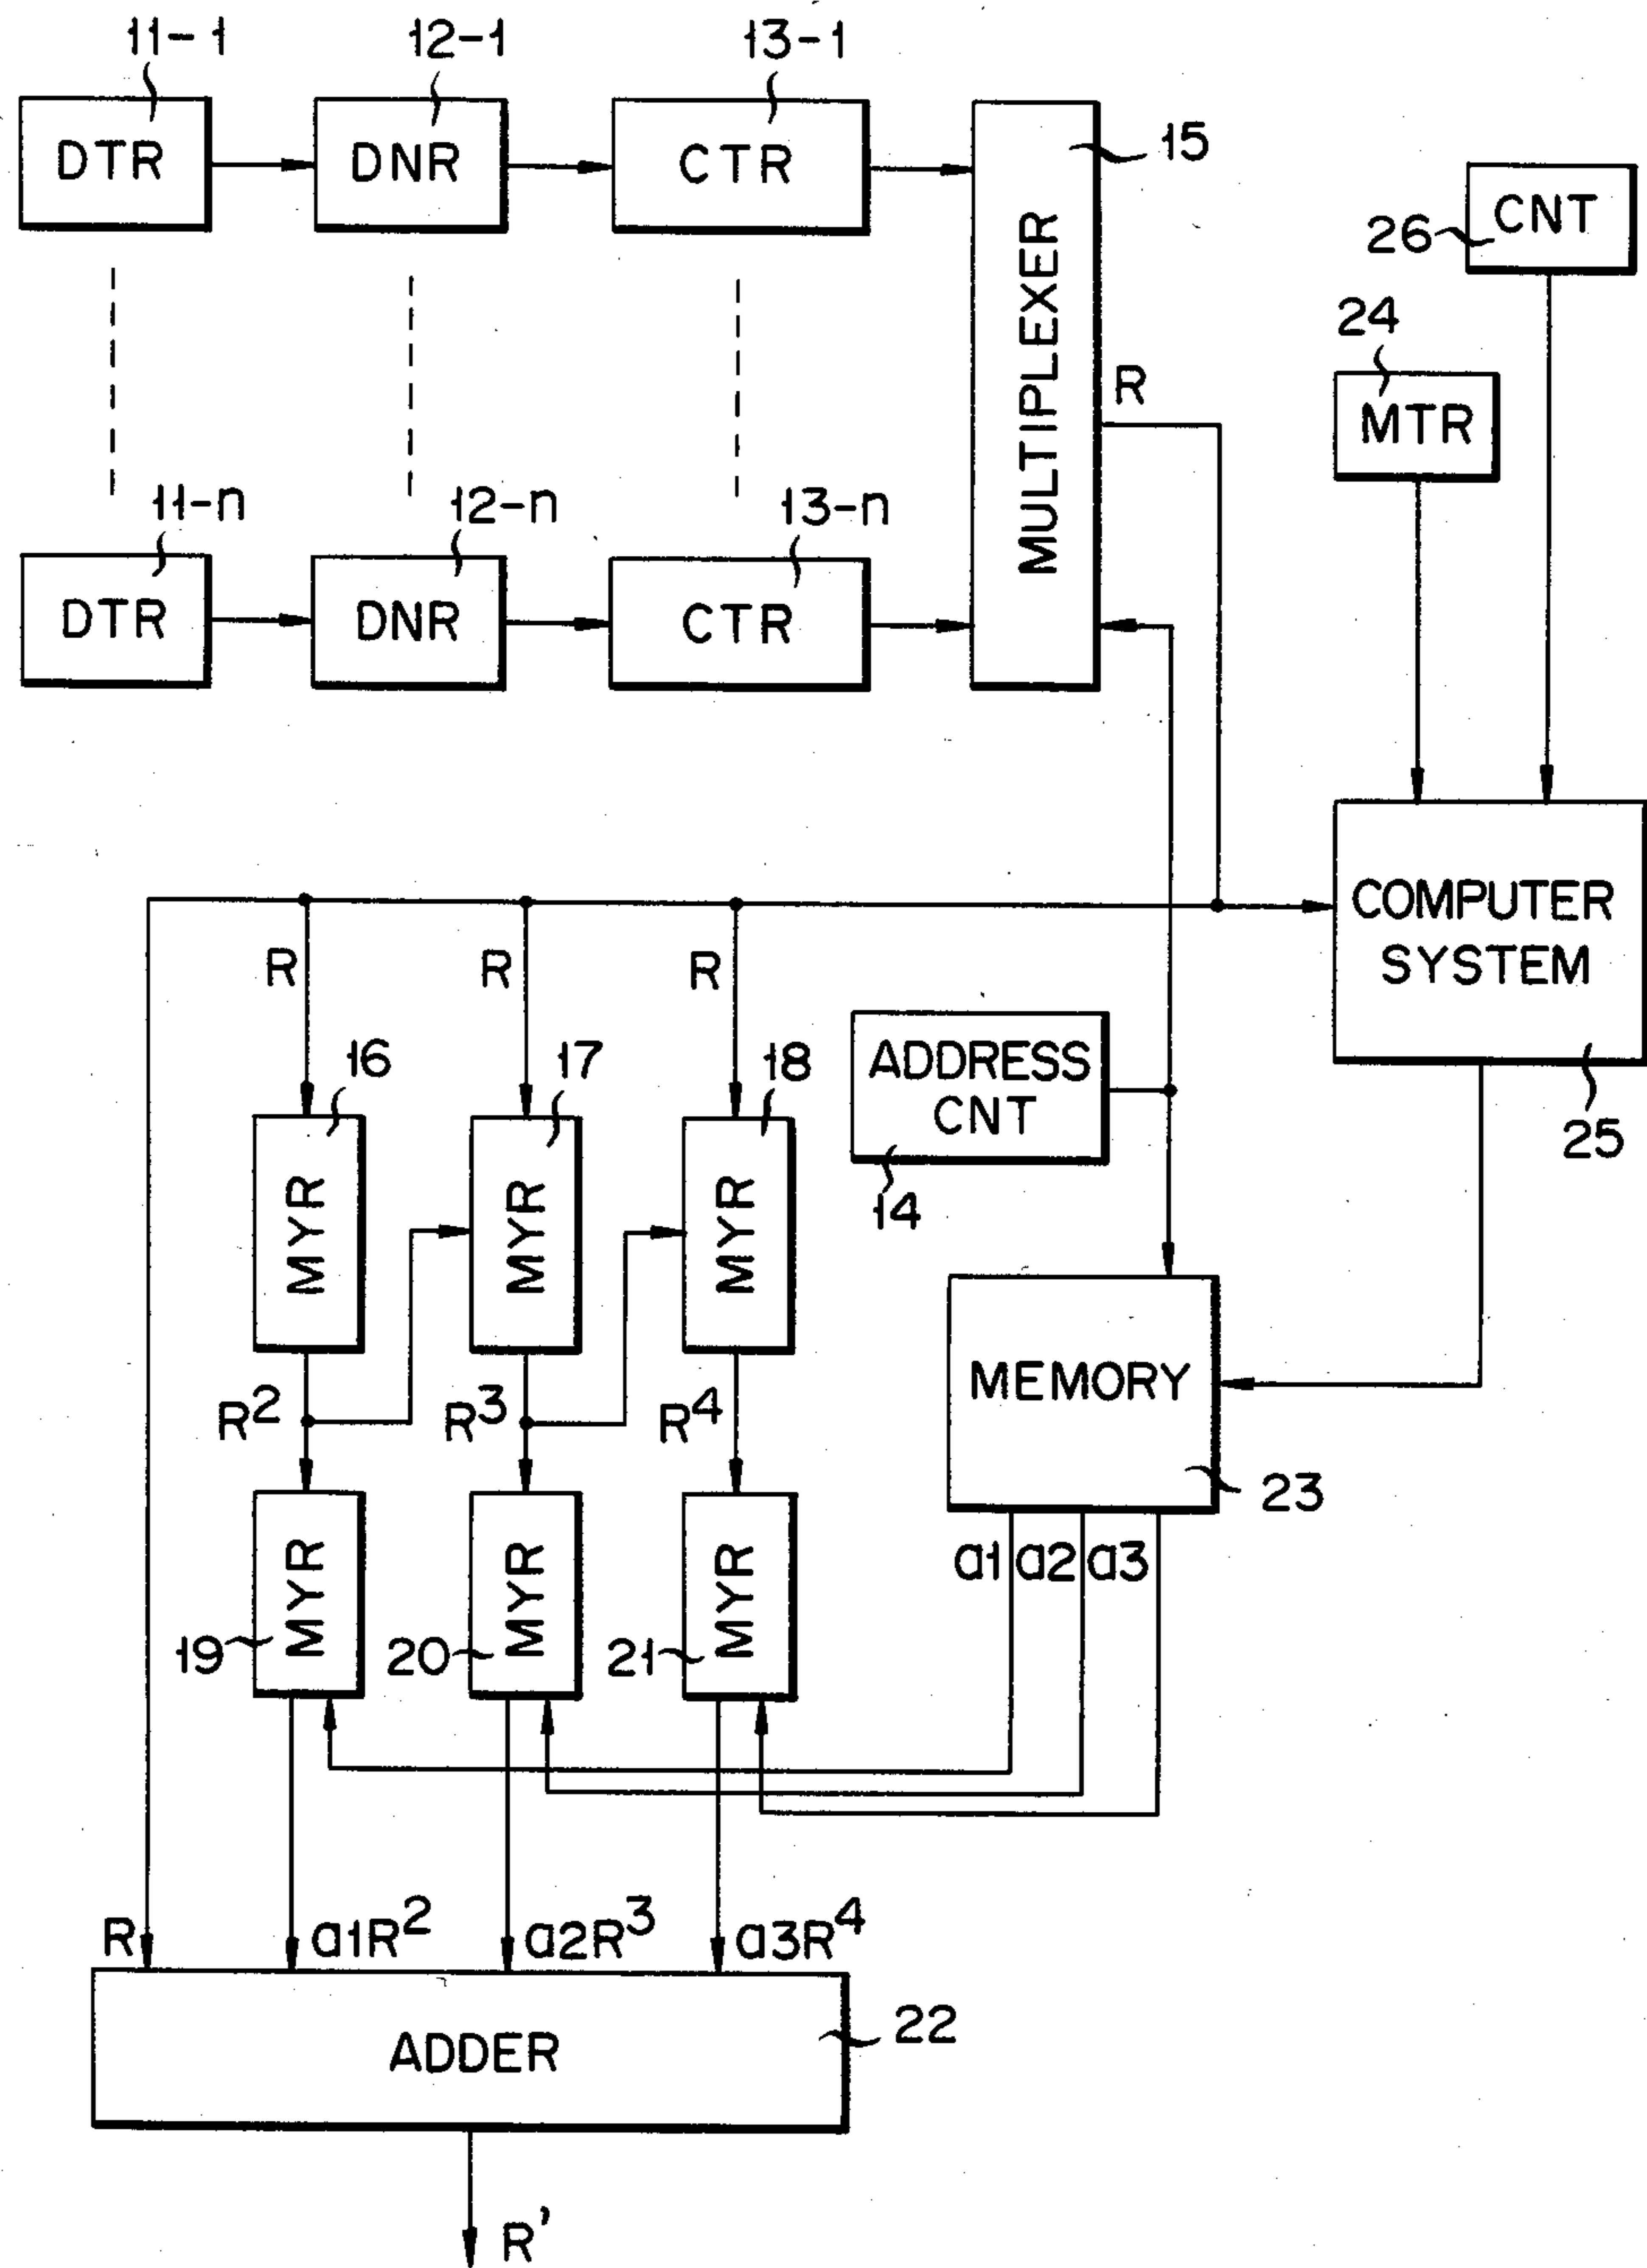 11-1
12-1
13-1
DTR
DNR
CTR
15
26
CNT
MULTIPLEXER
24
MTR
R
11-n
12-n
13-n
DTR
DNR
CTR
COMPUTER
SYSTEM
25
R
R
R
16
17
18
ADDRESS
CNT
14
MYR
MYR
MYR
MEMORY
23
R²
R³
R⁴
a1
a2
a3
19
MYR
20
MYR
21
MYR
R
a1R²
a2R³
a3R⁴
ADDER
22
R'